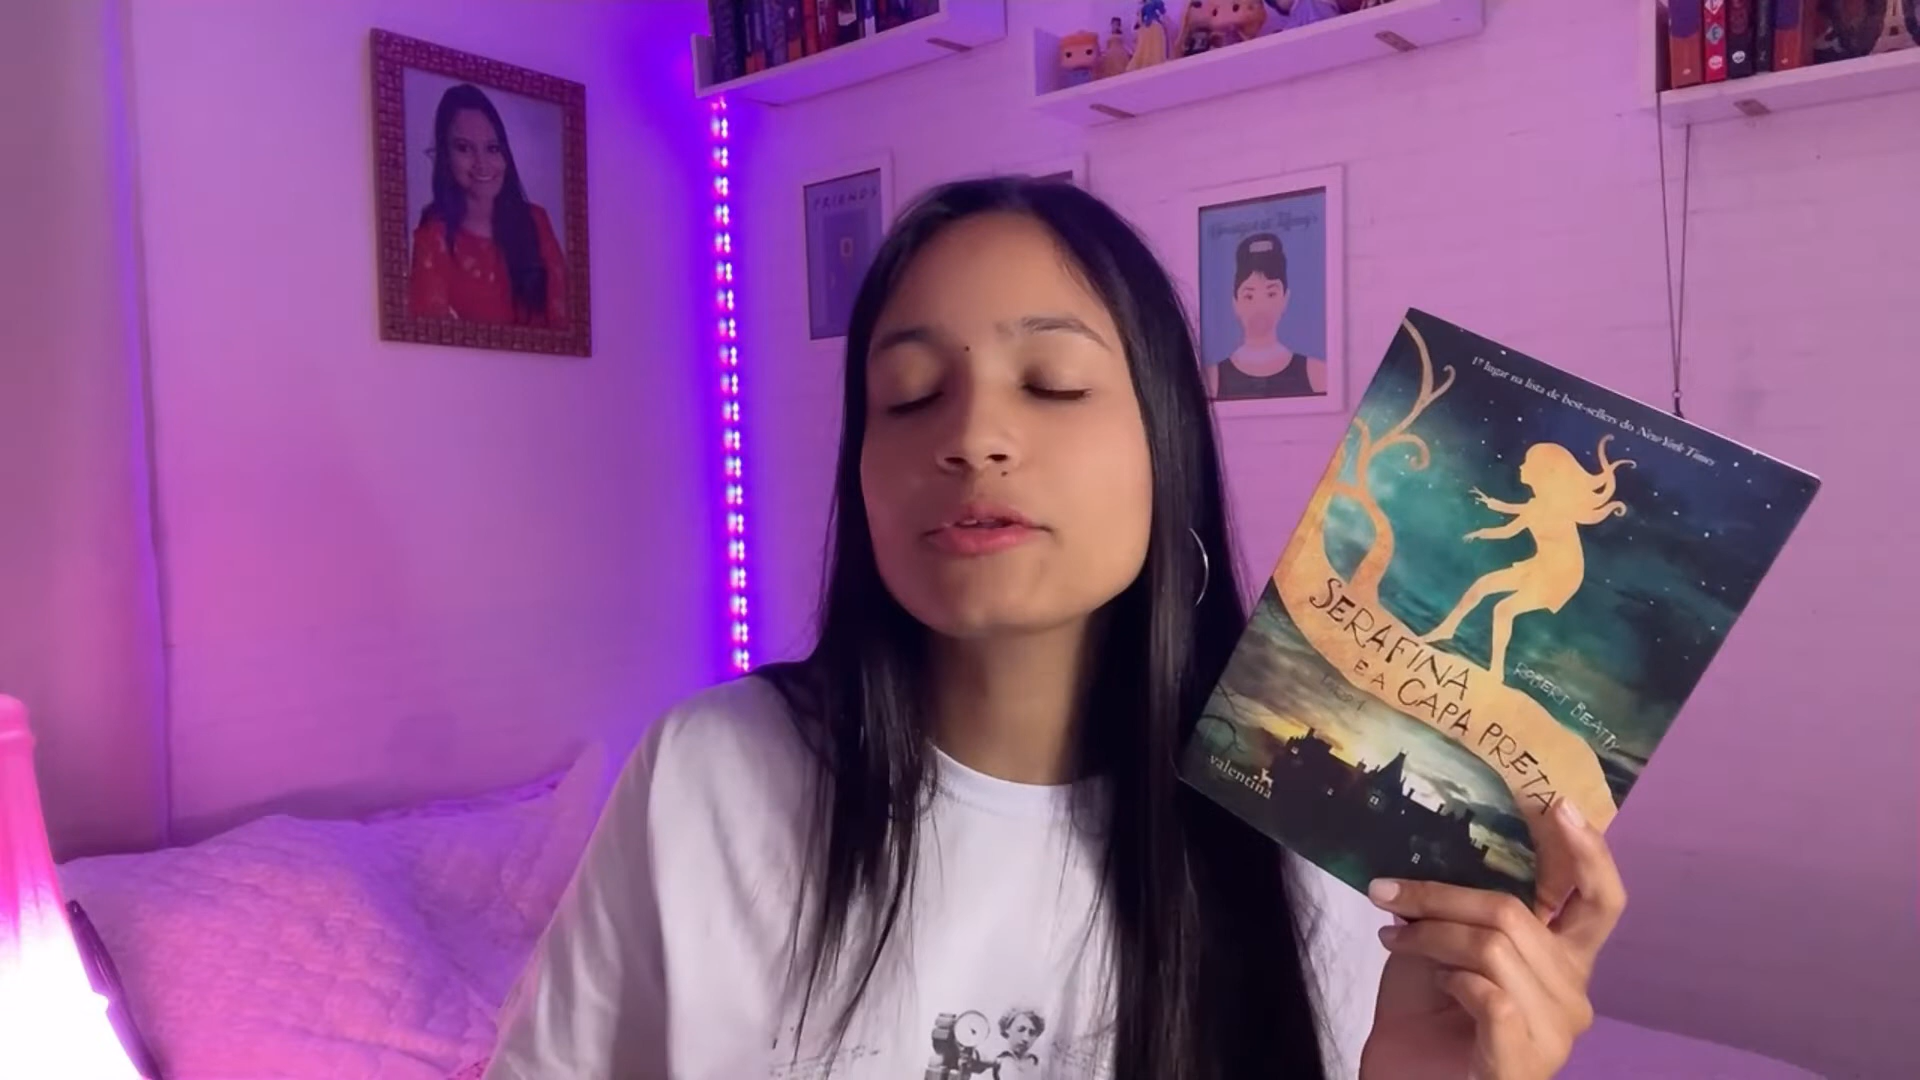 FRIENDS
1º lugar na lista de best-sellers do New York Times
SERAFINA
E A CAPA PRETA
ROBERT BEATTY
valentina